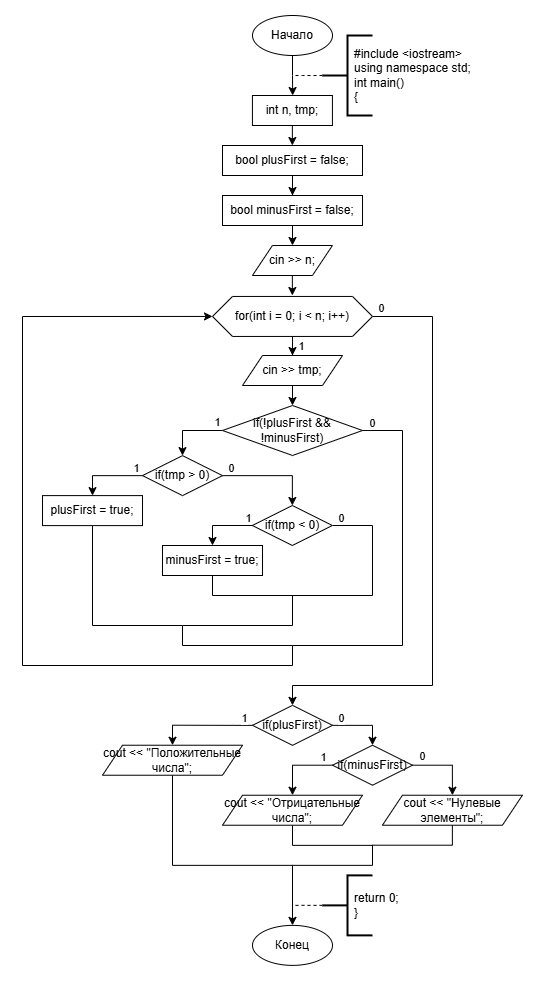 Начало
#include <iostream>
using namespace std;
int main()
{
int n, tmp;
bool plusFirst = false;
bool minusFirst = false;
cin >> n;
for(int i = 0; i < n; i++)
0
1
cin >> tmp;
if(!plusFirst &&
!minusFirst)
1
0
if(tmp > 0)
1
0
plusFirst = true;
if(tmp < 0)
1
0
minusFirst = true;
if(plusFirst)
1
0
cout << "Положительные
числа";
if(minusFirst)
1
0
cout << "Отрицательные
числа";
cout << "Нулевые
элементы";
return 0;
}
Конец